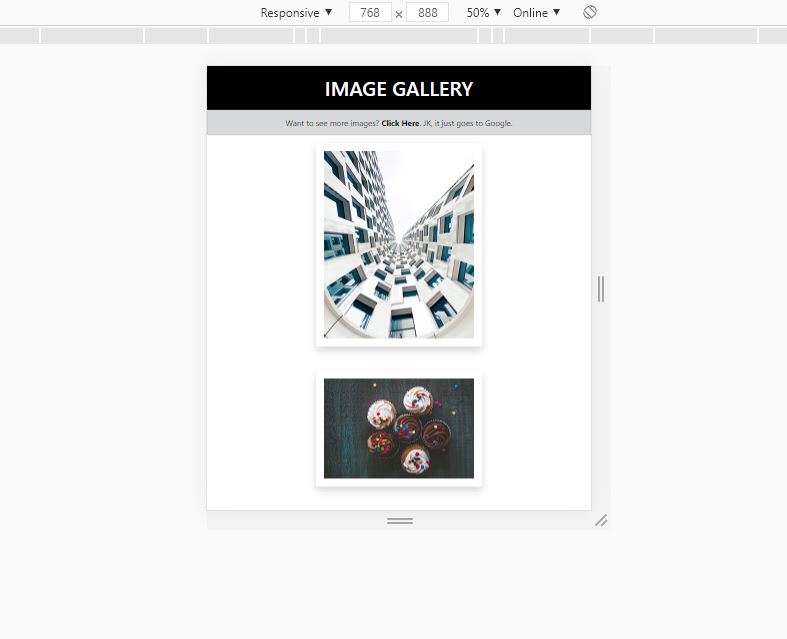 Responsive ▼ 768 × 888 50% ▼ Online ▼
IMAGE GALLERY
Want to see more images? Click Here. JK, it just goes to Google.